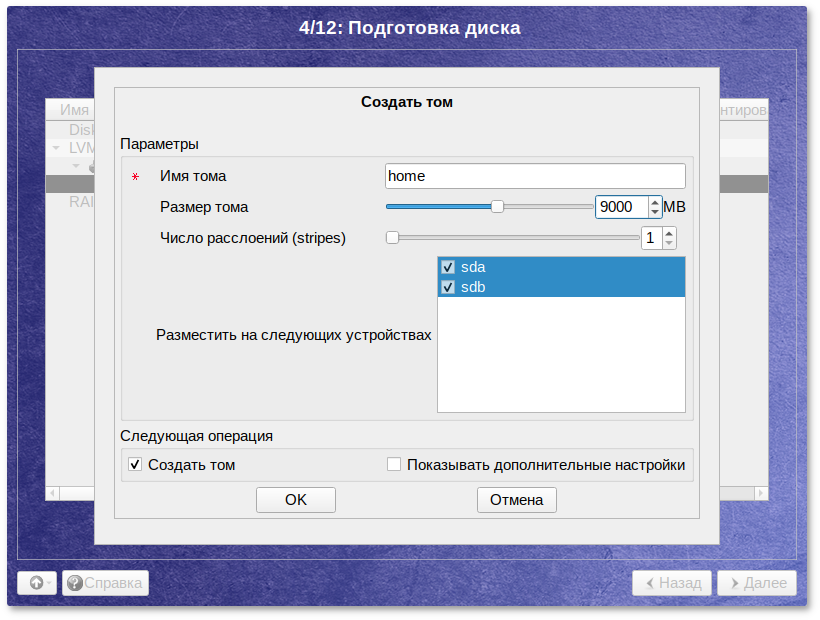 4/12: Подготовка диска
Создать том
Имя
нтиров
Disk
Параметры
LVM
* Имя тома home
Размер тома 9000 MB
RAI
Число расслоений (stripes) 1
sda
sdb
Разместить на следующих устройствах
Следующая операция
Создать том Показывать дополнительные настройки
OK Отмена
Справка Назад Далее